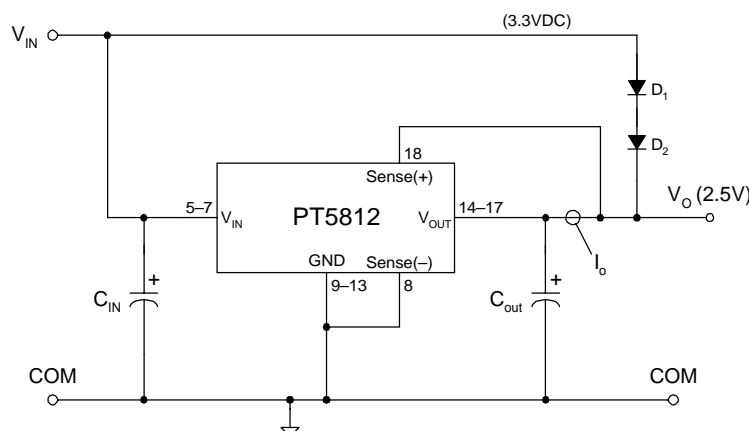 (3.3VDC)
V_IN
D_1
18
D_2
Sense(+)
5–7
V_IN
PT5812
V_OUT
14–17
V_O (2.5V)
GND
Sense(–)
9–13
8
I_o
C_IN
+
C_out
+
COM
COM